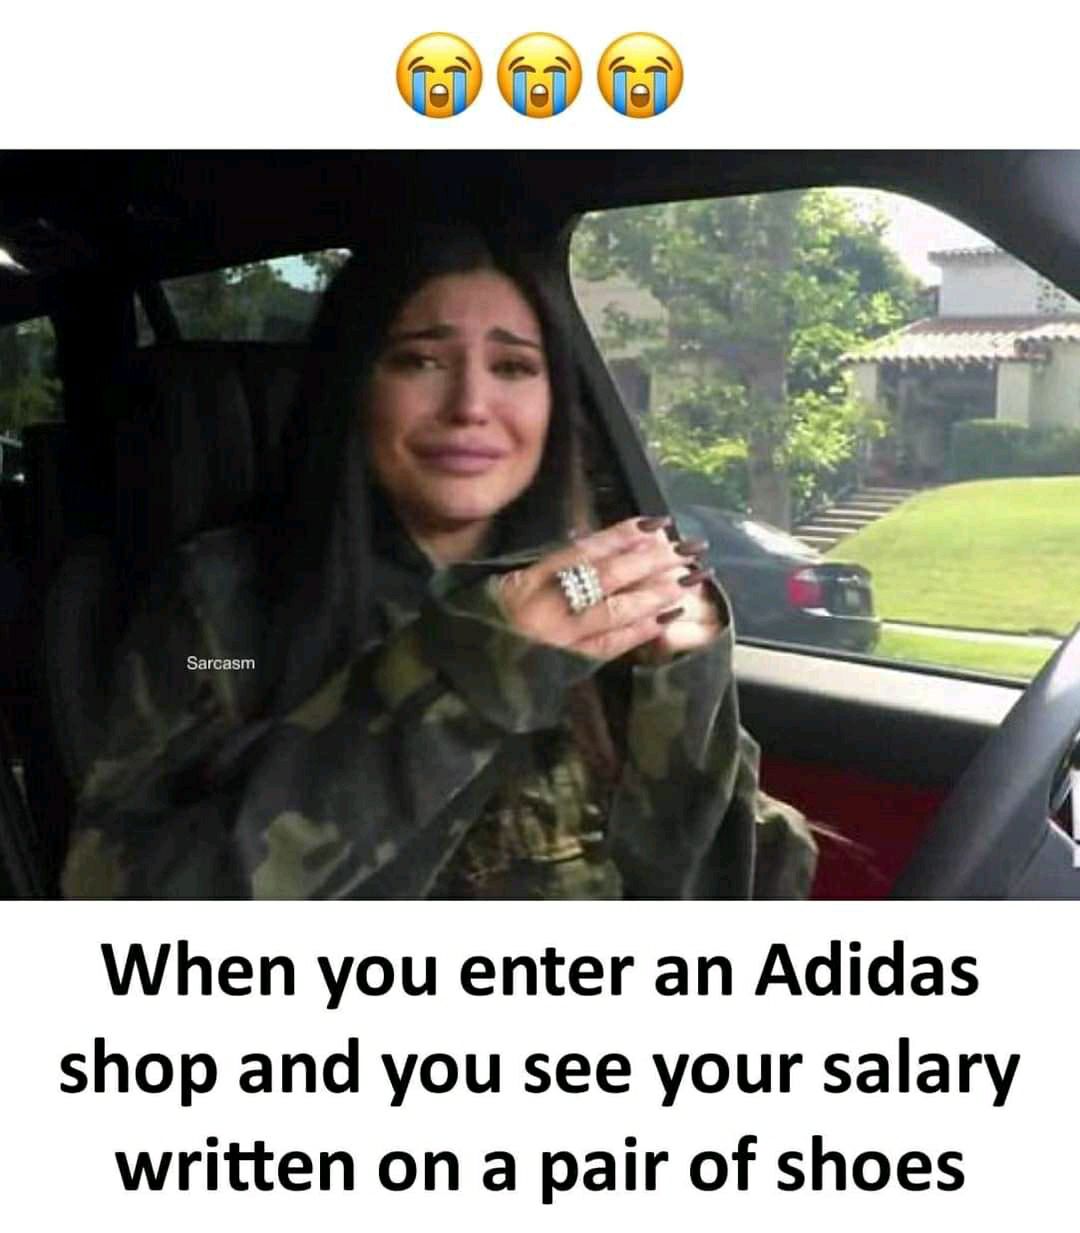 😭😭😭
Sarcasm
When you enter an Adidas
shop and you see your salary
written on a pair of shoes